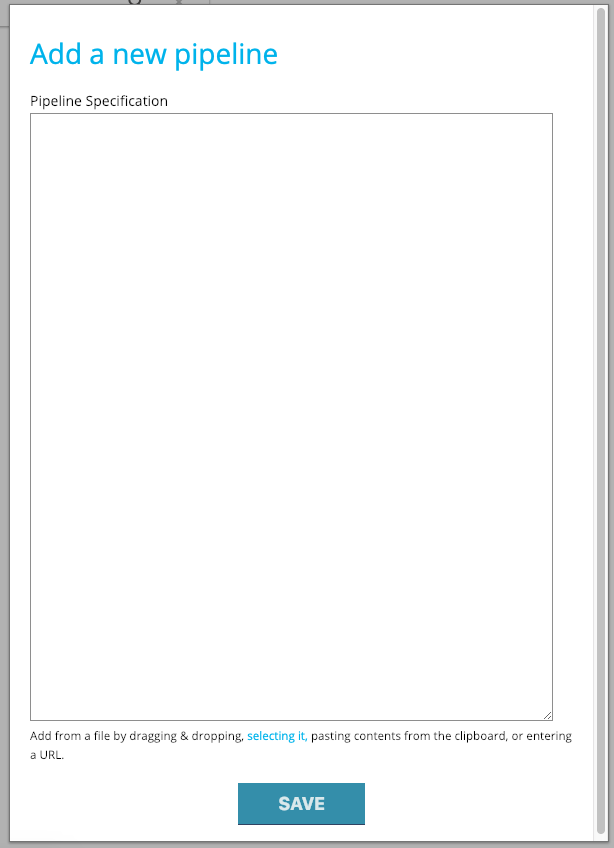 Add a new pipeline
Pipeline Specification
Add from a file by dragging & dropping, selecting it, pasting contents from the clipboard, or entering
a URL.
SAVE